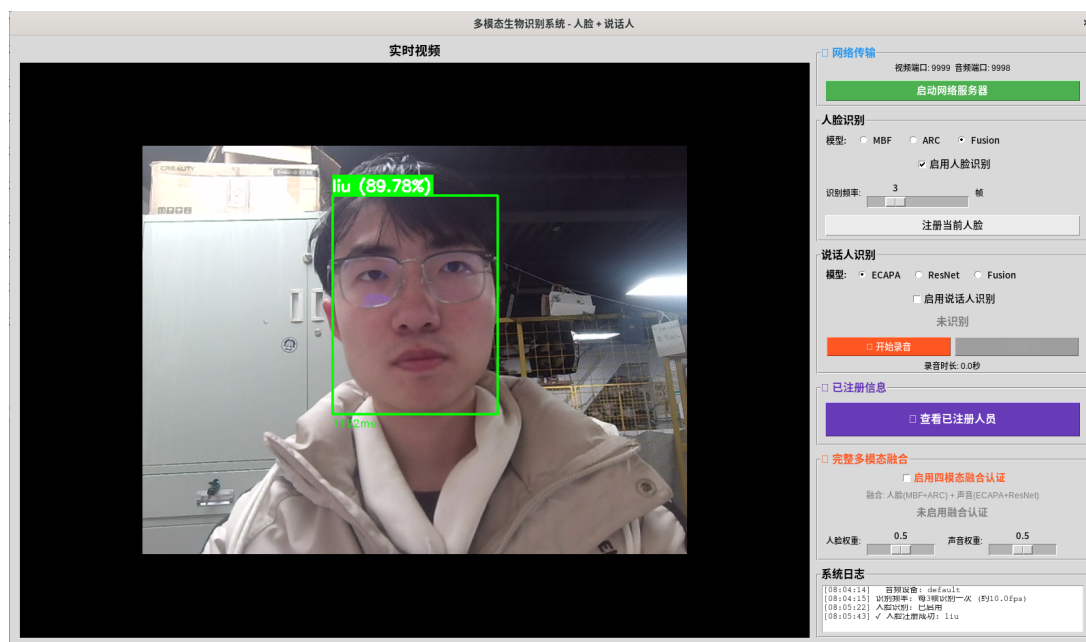 多模态生物识别系统 - 人脸 + 说话人
实时视频
CREALITY
liu (89.78%)
网络传输
视频端口: 9999 音频端口: 9998
启动网络服务器
人脸识别
模型: MBF ARC Fusion
启用人脸识别
识别频率: 3 帧
注册当前人脸
说话人识别
模型: ECAPA ResNet Fusion
启用说话人识别
未识别
开始录音
录音时长: 0.0秒
已注册信息
查看已注册人员
完整多模态融合
启用四模态融合认证
融合: 人脸(MBF+ARC) + 声音(ECAPA+ResNet)
未启用融合认证
人脸权重: 0.5 声音权重: 0.5
系统日志
[08:04:14] 音频设备: default
[08:04:15] 识别频率: 每3帧识别一次 (约10.0fps)
[08:05:22] 人脸识别: 已启用
[08:05:43] ✓ 人脸注册成功: liu